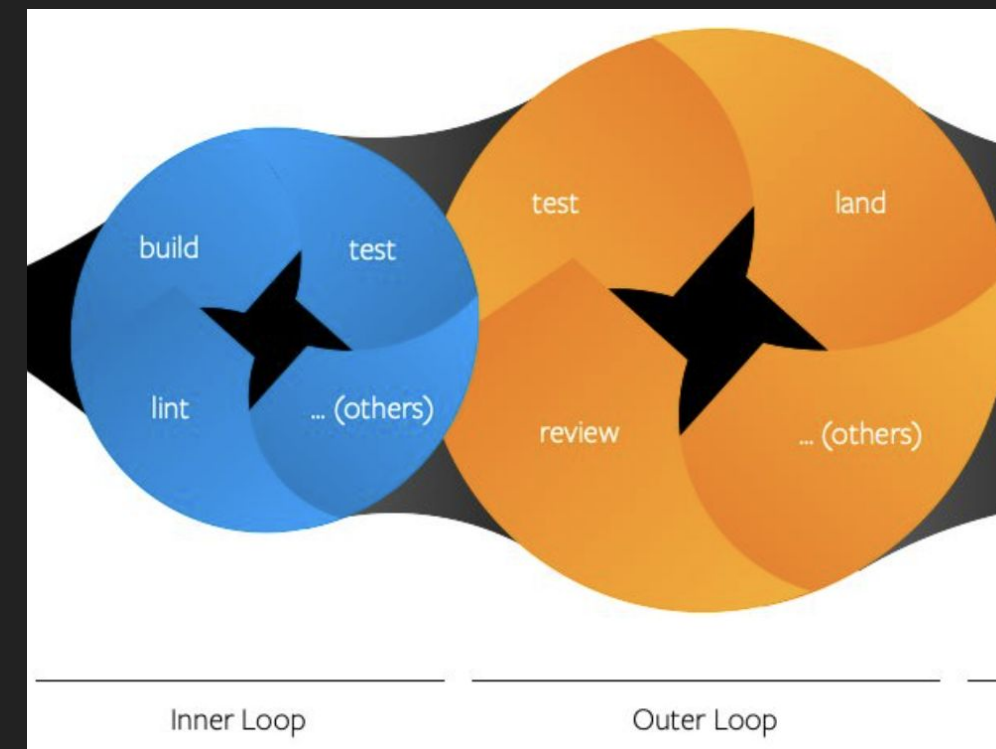 build
test
lint
... (others)
test
land
review
... (others)
Inner Loop
Outer Loop